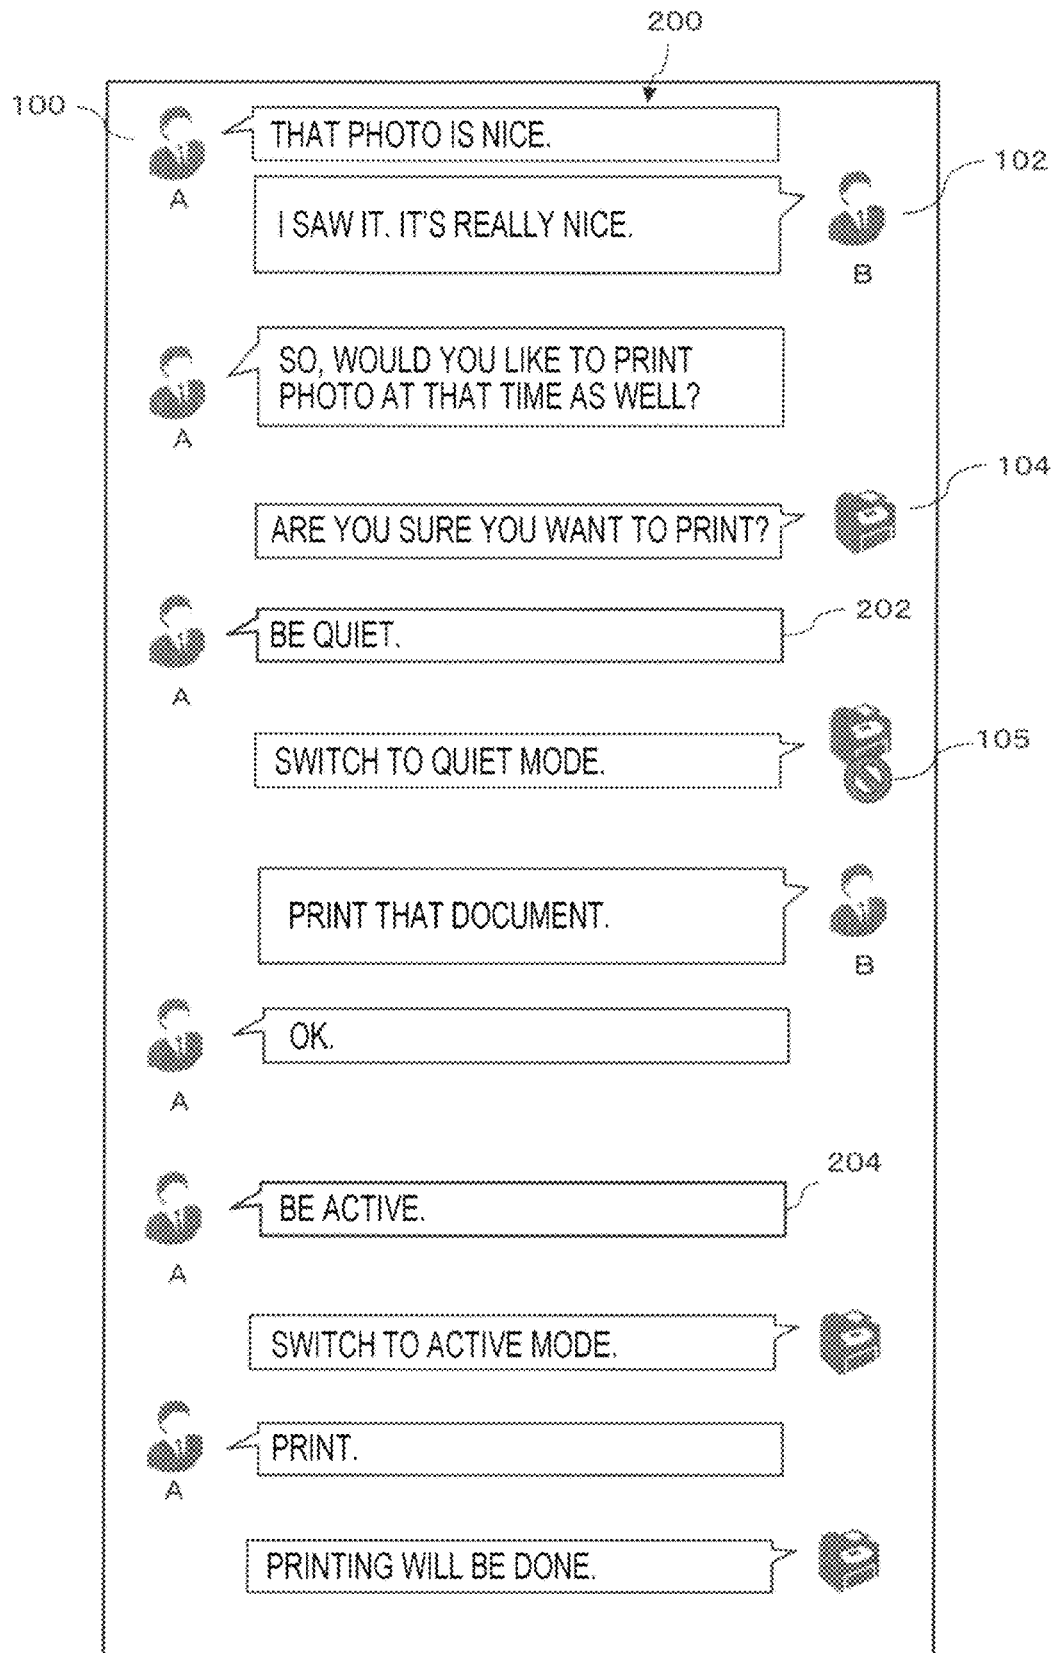 200
100
THAT PHOTO IS NICE.
A
102
I SAW IT. IT'S REALLY NICE.
B
SO, WOULD YOU LIKE TO PRINT
PHOTO AT THAT TIME AS WELL?
A
104
ARE YOU SURE YOU WANT TO PRINT?
202
BE QUIET.
A
105
SWITCH TO QUIET MODE.
PRINT THAT DOCUMENT.
B
OK.
A
204
BE ACTIVE.
A
SWITCH TO ACTIVE MODE.
PRINT.
A
PRINTING WILL BE DONE.